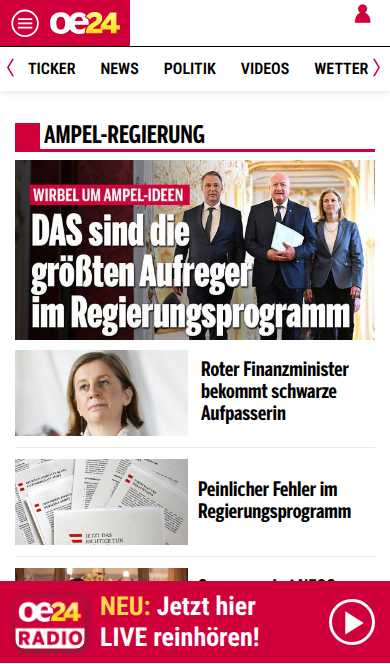 oe24
TICKER NEWS POLITIK VIDEOS WETTER
AMPEL-REGIERUNG
WIRBEL UM AMPEL-IDEEN
DAS sind die
größten Aufreger
im Regierungsprogramm
Roter Finanzminister
bekommt schwarze
Aufpasserin
JETZT DAS
RICHTIGE TUN.
Peinlicher Fehler im
Regierungsprogramm
oe24
RADIO
NEU: Jetzt hier
LIVE reinhören!